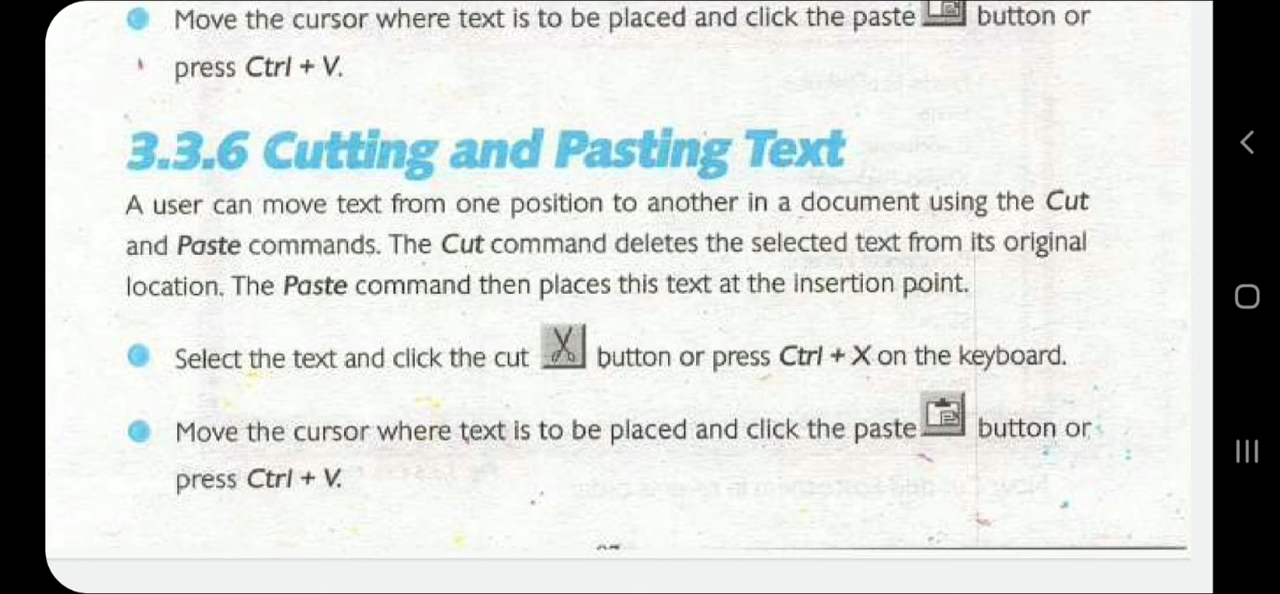 Move the cursor where text is to be placed and click the paste button or
press Ctrl + V.
3.3.6 Cutting and Pasting Text
A user can move text from one position to another in a document using the Cut
and Paste commands. The Cut command deletes the selected text from its original
location. The Paste command then places this text at the insertion point.
Select the text and click the cut button or press Ctrl + X on the keyboard.
Move the cursor where text is to be placed and click the paste button or
press Ctrl + V.